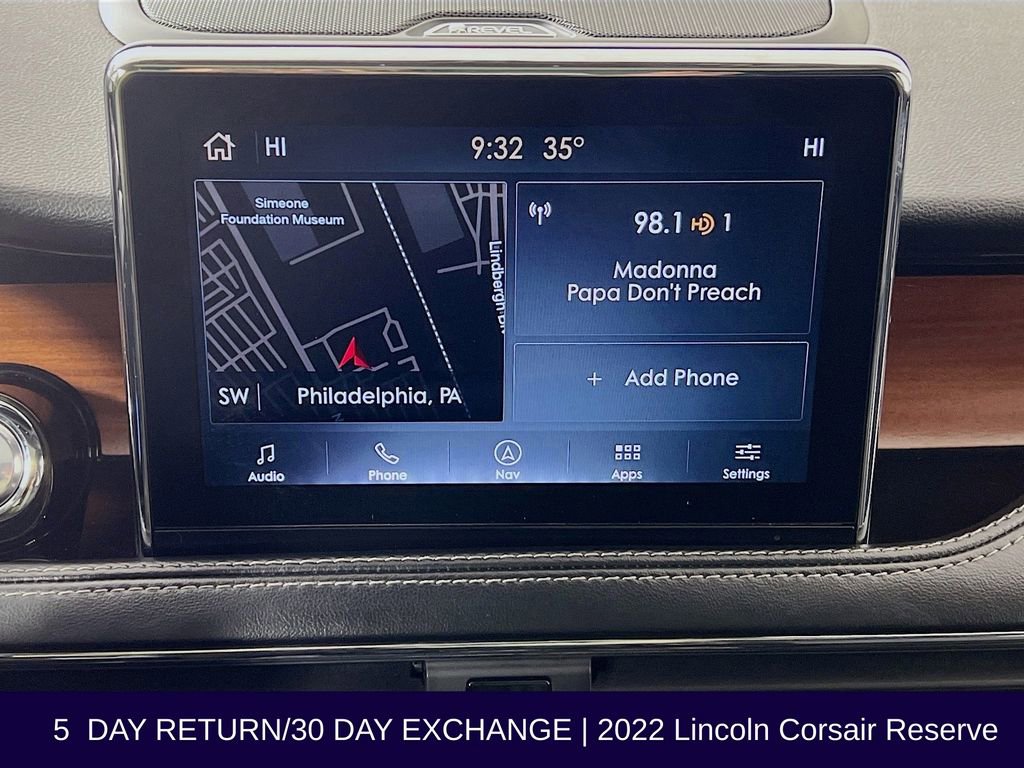 REVEL
HI
9:32 35°
HI
Simeone
Foundation Museum
Lindbergh
SW
Philadelphia, PA
98.1 HD 1
Madonna
Papa Don't Preach
+ Add Phone
Audio
Phone
Nav
Apps
Settings
5 DAY RETURN/30 DAY EXCHANGE | 2022 Lincoln Corsair Reserve